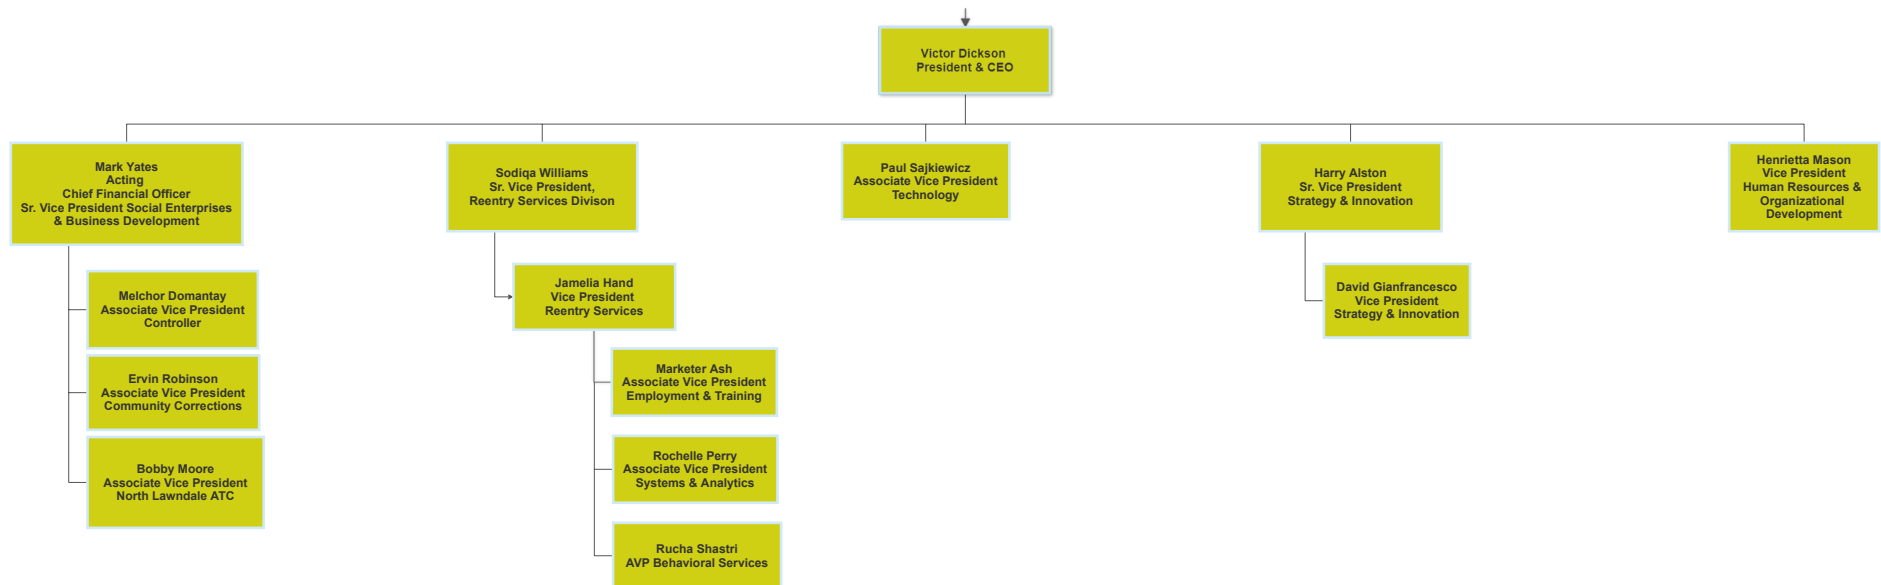 Victor Dickson
President & CEO
Mark Yates
Acting
Chief Financial Officer
Sr. Vice President Social Enterprises
& Business Development
Sodiqa Williams
Sr. Vice President,
Reentry Services Divison
Paul Sajkiewicz
Associate Vice President
Technology
Harry Alston
Sr. Vice President
Strategy & Innovation
Henrietta Mason
Vice President
Human Resources &
Organizational
Development
Melchor Domantay
Associate Vice President
Controller
Ervin Robinson
Associate Vice President
Community Corrections
Bobby Moore
Associate Vice President
North Lawndale ATC
Jamelia Hand
Vice President
Reentry Services
Marketer Ash
Associate Vice President
Employment & Training
Rochelle Perry
Associate Vice President
Systems & Analytics
Rucha Shastri
AVP Behavioral Services
David Gianfrancesco
Vice President
Strategy & Innovation